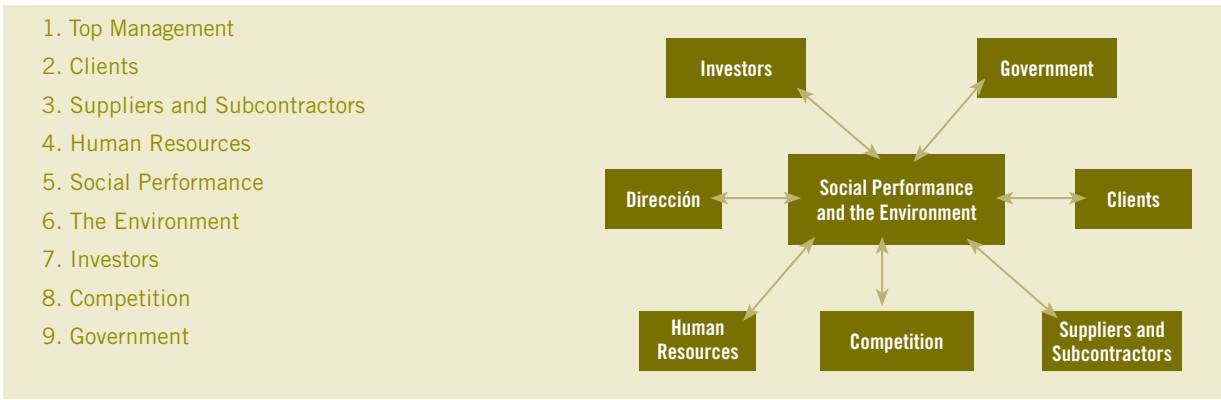 1. Top Management
2. Clients
3. Suppliers and Subcontractors
4. Human Resources
5. Social Performance
6. The Environment
7. Investors
8. Competition
9. Government
Investors
Government
Dirección
Social Performance
and the Environment
Clients
Human
Resources
Competition
Suppliers and
Subcontractors